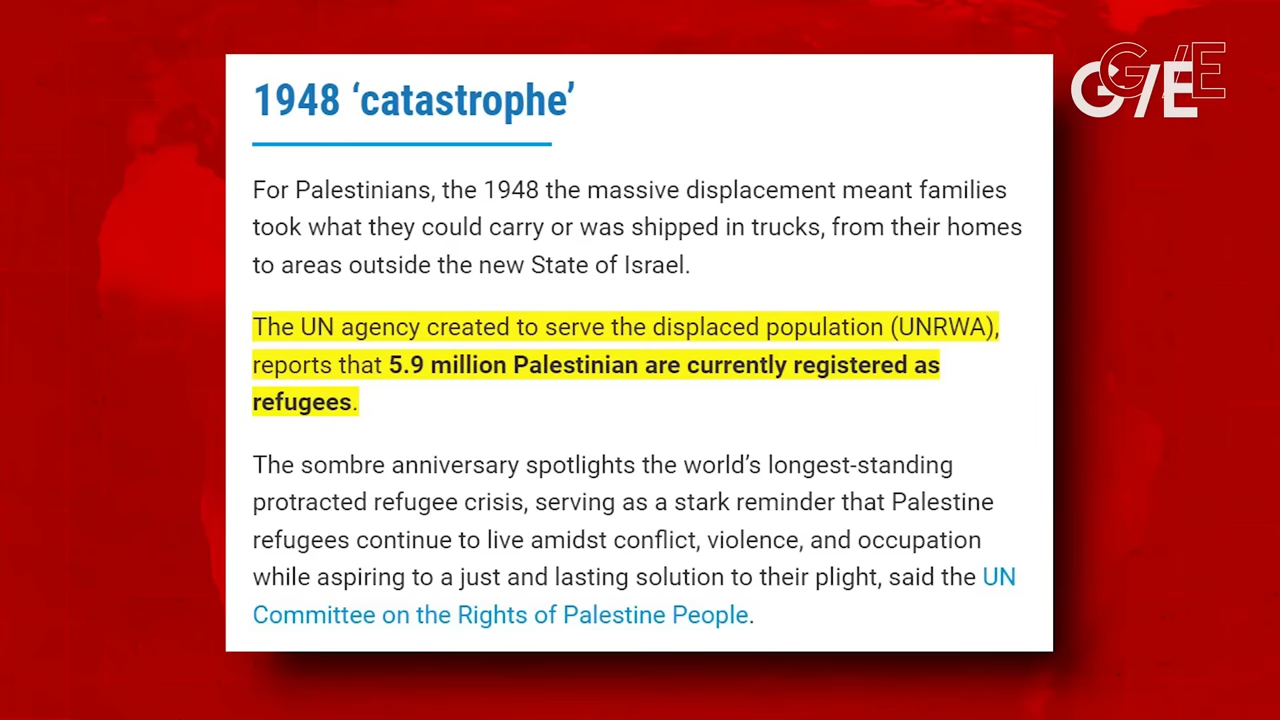 G/E
G/E
1948 ‘catastrophe’
For Palestinians, the 1948 the massive displacement meant families
took what they could carry or was shipped in trucks, from their homes
to areas outside the new State of Israel.
The UN agency created to serve the displaced population (UNRWA),
reports that 5.9 million Palestinian are currently registered as
refugees.
The sombre anniversary spotlights the world’s longest-standing
protracted refugee crisis, serving as a stark reminder that Palestine
refugees continue to live amidst conflict, violence, and occupation
while aspiring to a just and lasting solution to their plight, said the UN
Committee on the Rights of Palestine People.